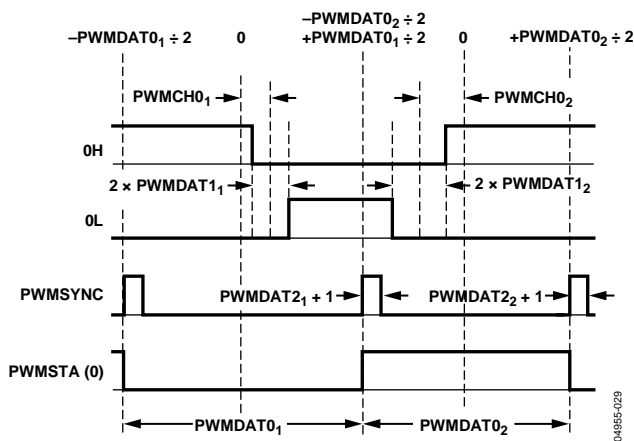 –PWMDAT0₂ ÷ 2
–PWMDAT0₁ ÷ 2 0 +PWMDAT0₁ ÷ 2 0 +PWMDAT0₂ ÷ 2
PWMCH0₁ PWMCH0₂
0H
2 × PWMDAT1₁ 2 × PWMDAT1₂
0L
PWMSYNC PWMDAT2₁ + 1 PWMDAT2₂ + 1
PWMSTA (0)
PWMDAT0₁ PWMDAT0₂
04955-029